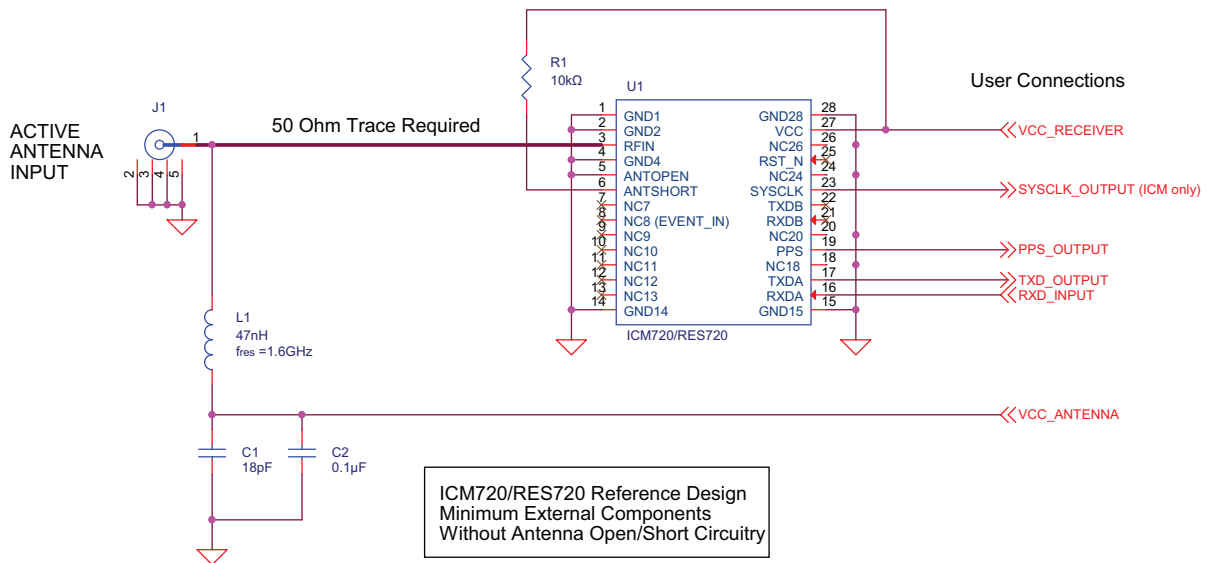 R1
10kΩ
U1
User Connections
J1
ACTIVE
ANTENNA
INPUT
50 Ohm Trace Required
1
2
3
4
5
1 GND1
2 GND2
3 RFIN
4 GND4
5 ANTOPEN
6 ANTSHORT
7 NC7
8 NC8 (EVENT_IN)
9 NC9
10 NC10
11 NC11
12 NC12
13 NC13
14 GND14
GND28 28
VCC 27
NC26 26
RST_N 25
NC24 24
SYSCLK 23
TXDB 22
RXDB 21
NC20 20
PPS 19
NC18 18
TXDA 17
RXDA 16
GND15 15
ICM720/RES720
VCC_RECEIVER
SYSCLK_OUTPUT (ICM only)
PPS_OUTPUT
TXD_OUTPUT
RXD_INPUT
L1
47nH
fres =1.6GHz
VCC_ANTENNA
C1
18pF
C2
0.1µF
ICM720/RES720 Reference Design
Minimum External Components
Without Antenna Open/Short Circuitry